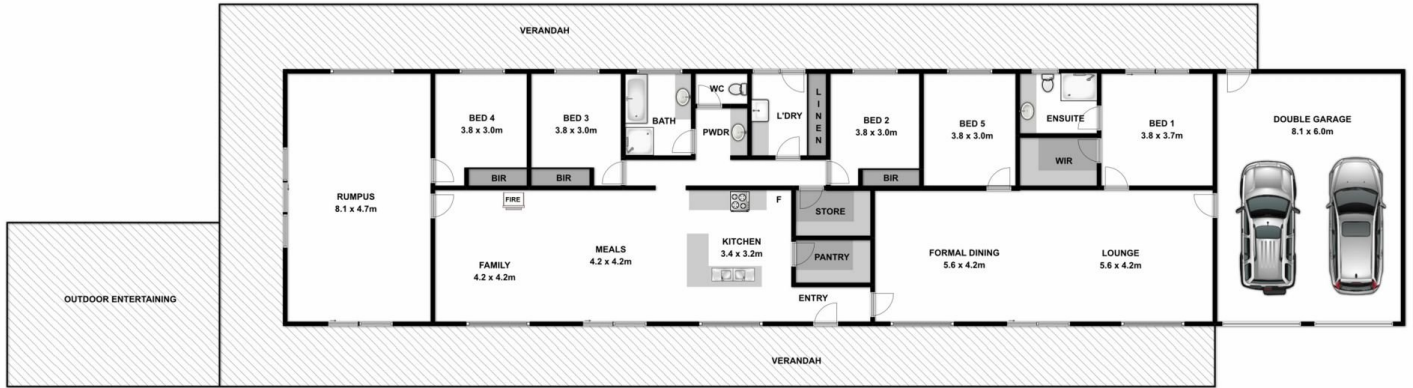 VERANDAH
BED 4
3.8 x 3.0m
BIR
BED 3
3.8 x 3.0m
BIR
BATH
WC
PWDR
L'DRY
LINEN
BED 2
3.8 x 3.0m
BIR
BED 5
3.8 x 3.0m
ENSUITE
WIR
BED 1
3.8 x 3.7m
DOUBLE GARAGE
8.1 x 6.0m
RUMPUS
8.1 x 4.7m
FIRE
FAMILY
4.2 x 4.2m
MEALS
4.2 x 4.2m
KITCHEN
3.4 x 3.2m
F
STORE
PANTRY
ENTRY
FORMAL DINING
5.6 x 4.2m
LOUNGE
5.6 x 4.2m
OUTDOOR ENTERTAINING
VERANDAH